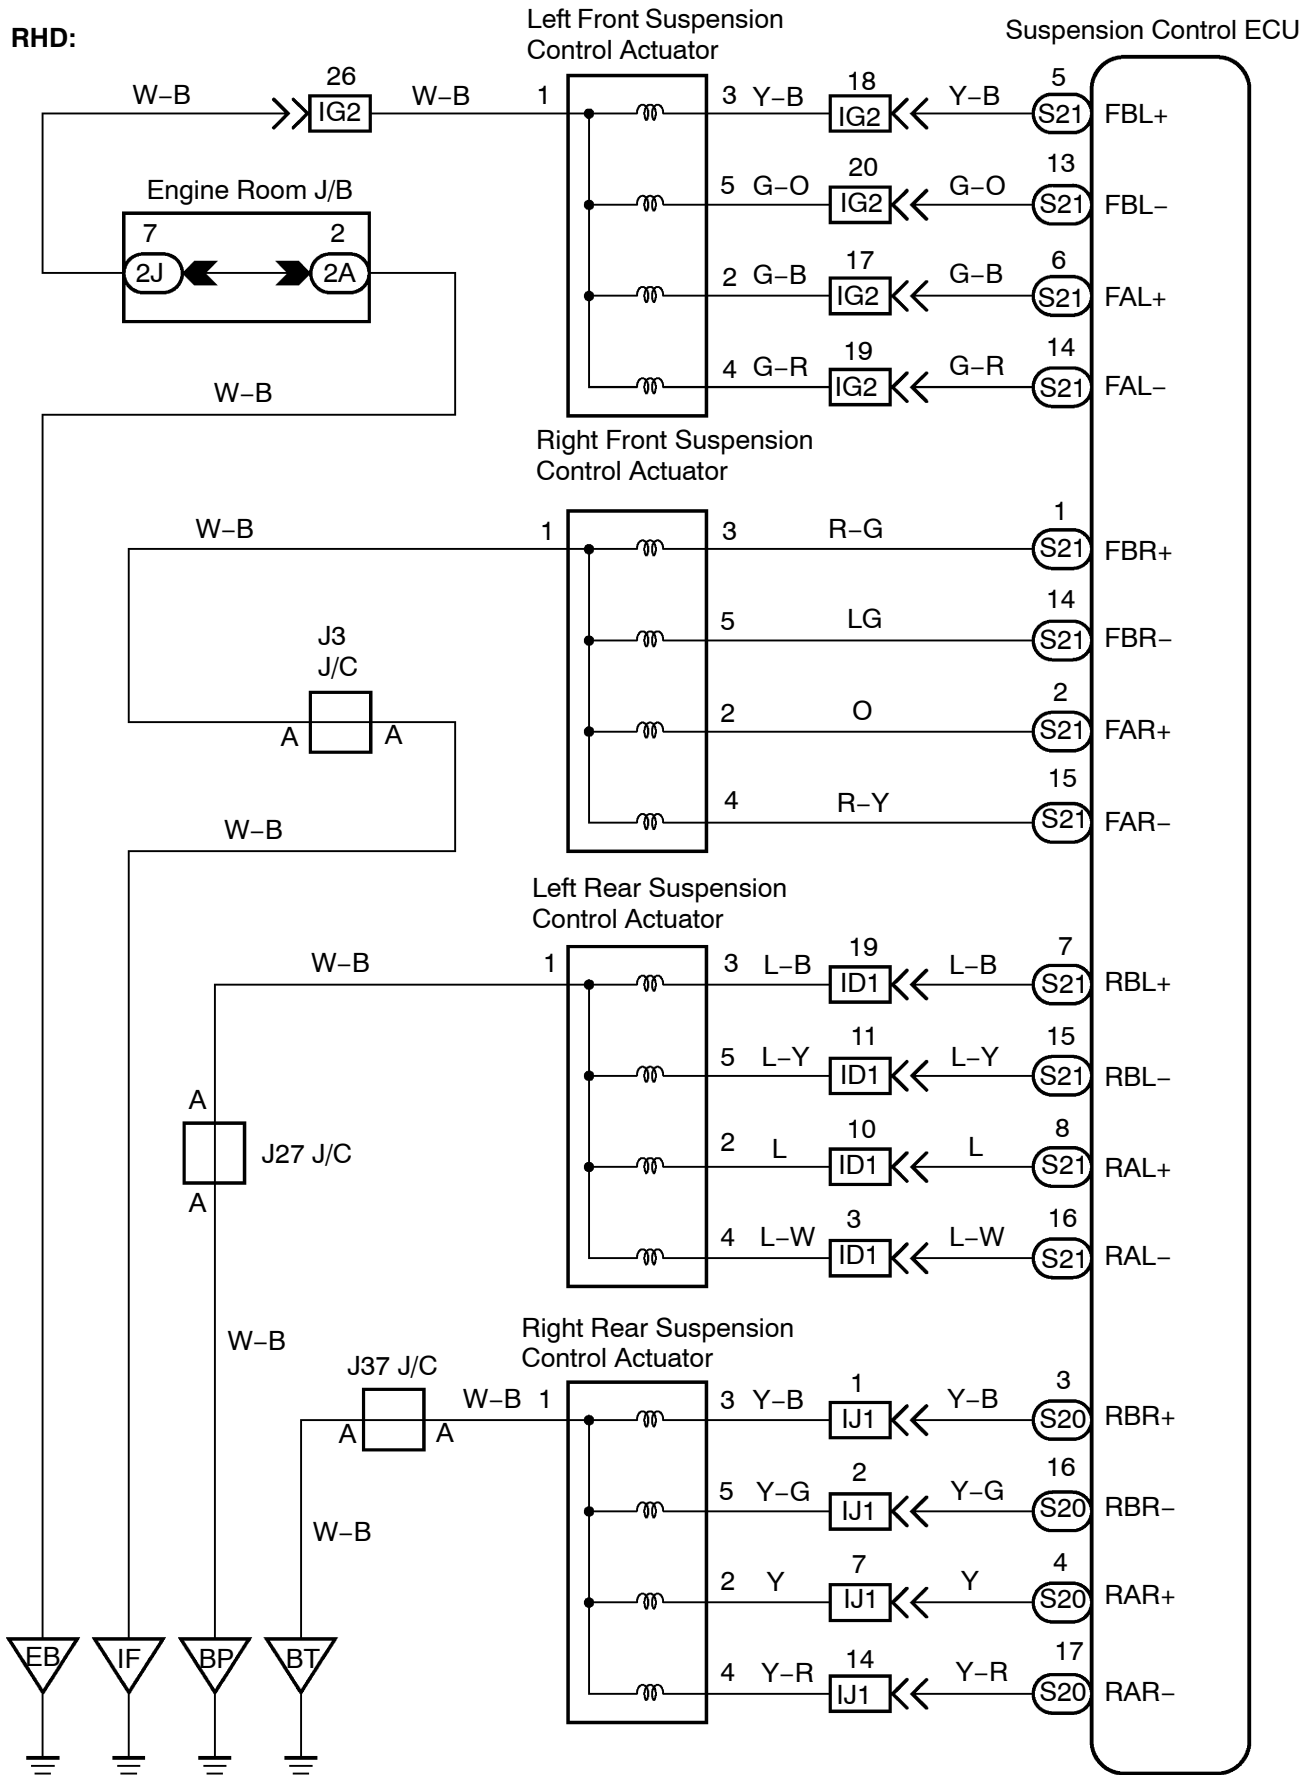 RHD:
Left Front Suspension
Control Actuator
Suspension Control ECU
W–B
26
IG2
W–B
1
3 Y–B
18
IG2
Y–B
5
S21
FBL+
5 G–O
20
IG2
G–O
13
S21
FBL–
2 G–B
17
IG2
G–B
6
S21
FAL+
4 G–R
19
IG2
G–R
14
S21
FAL–
Engine Room J/B
7
2
2J
2A
W–B
Right Front Suspension
Control Actuator
W–B
1
3
R–G
1
S21
FBR+
5
LG
14
S21
FBR–
2
O
2
S21
FAR+
4
R–Y
15
S21
FAR–
J3
J/C
A
A
W–B
Left Rear Suspension
Control Actuator
W–B
1
3 L–B
19
ID1
L–B
7
S21
RBL+
5 L–Y
11
ID1
L–Y
15
S21
RBL–
2 L
10
ID1
L
8
S21
RAL+
4 L–W
3
ID1
L–W
16
S21
RAL–
A
J27 J/C
A
W–B
Right Rear Suspension
Control Actuator
J37 J/C
A
A
W–B 1
W–B
3 Y–B
1
IJ1
Y–B
3
S20
RBR+
5 Y–G
2
IJ1
Y–G
16
S20
RBR–
2 Y
7
IJ1
Y
4
S20
RAR+
4 Y–R
14
IJ1
Y–R
17
S20
RAR–
EB
IF
BP
BT